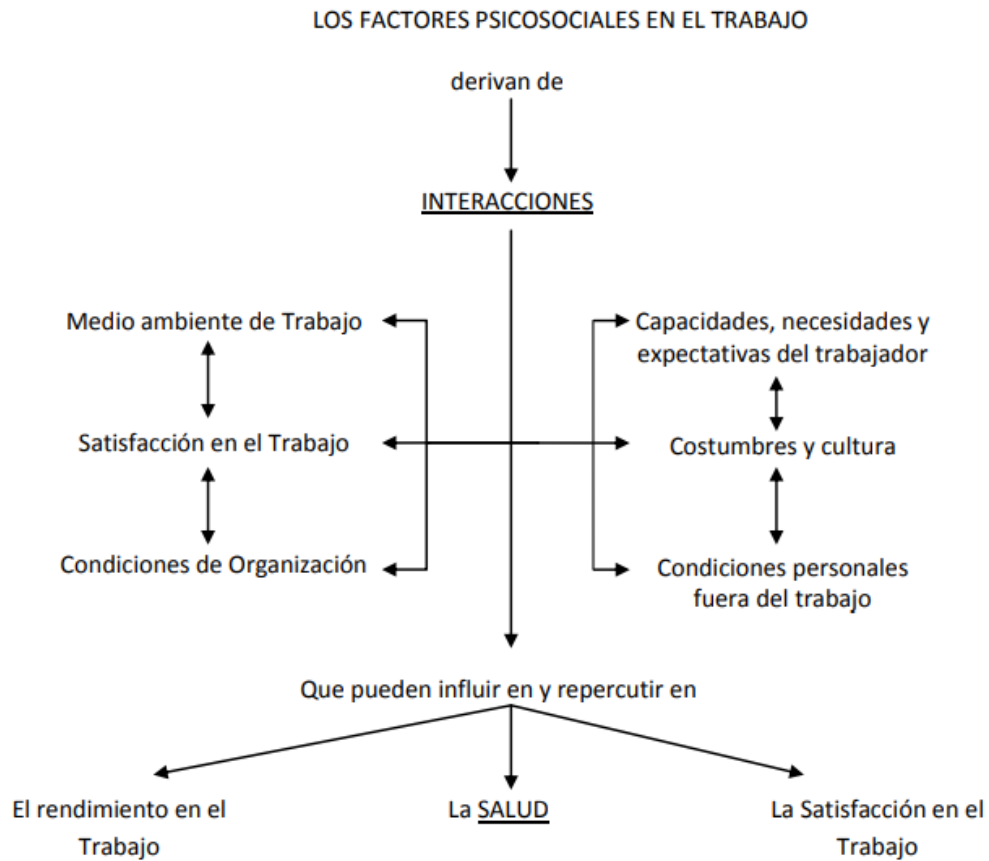 LOS FACTORES PSICOSOCIALES EN EL TRABAJO
derivan de
INTERACCIONES
Medio ambiente de Trabajo
Capacidades, necesidades y
expectativas del trabajador
Satisfacción en el Trabajo
Costumbres y cultura
Condiciones de Organización
Condiciones personales
fuera del trabajo
Que pueden influir en y repercutir en
El rendimiento en el
Trabajo
La SALUD
La Satisfacción en el
Trabajo